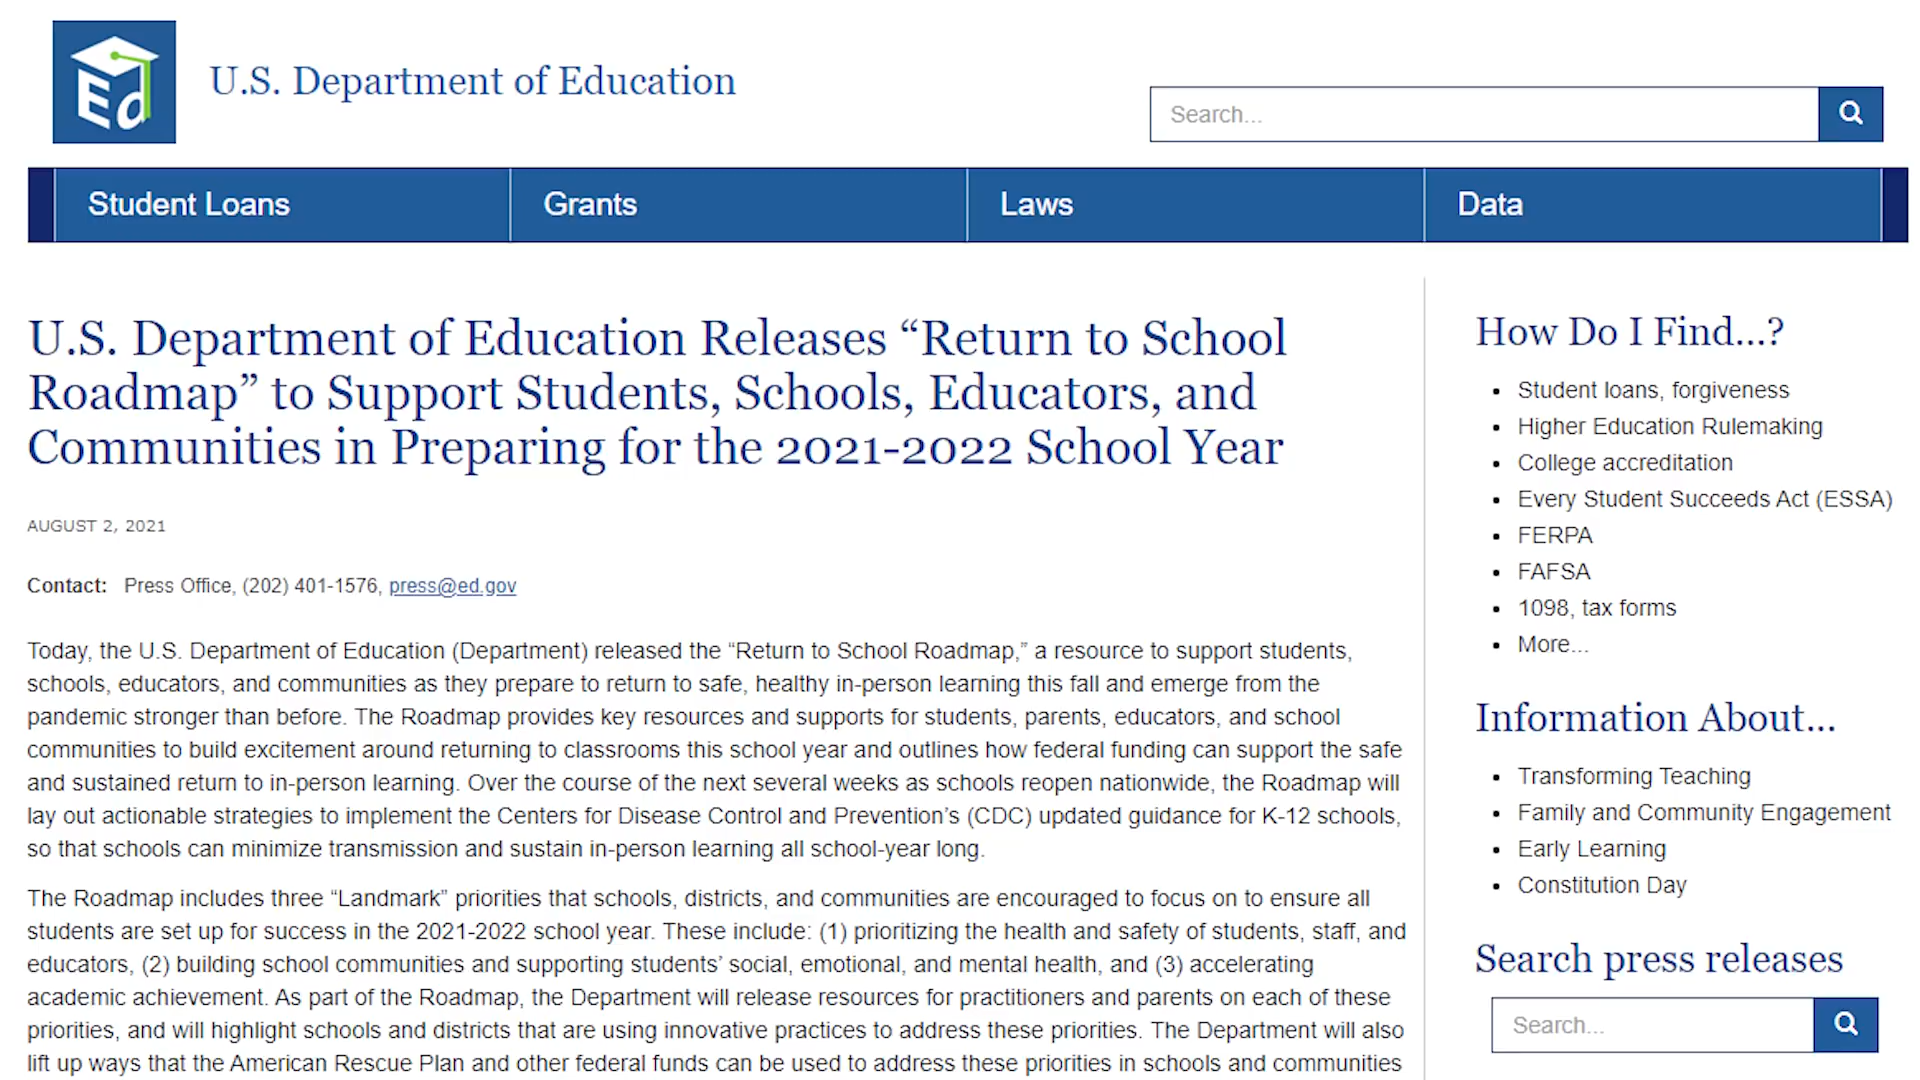 Ed
U.S. Department of Education
Search...
Student Loans
Grants
Laws
Data
U.S. Department of Education Releases “Return to School
Roadmap” to Support Students, Schools, Educators, and
Communities in Preparing for the 2021-2022 School Year
AUGUST 2, 2021
Contact: Press Office, (202) 401-1576, press@ed.gov
Today, the U.S. Department of Education (Department) released the “Return to School Roadmap,” a resource to support students,
schools, educators, and communities as they prepare to return to safe, healthy in-person learning this fall and emerge from the
pandemic stronger than before. The Roadmap provides key resources and supports for students, parents, educators, and school
communities to build excitement around returning to classrooms this school year and outlines how federal funding can support the safe
and sustained return to in-person learning. Over the course of the next several weeks as schools reopen nationwide, the Roadmap will
lay out actionable strategies to implement the Centers for Disease Control and Prevention’s (CDC) updated guidance for K-12 schools,
so that schools can minimize transmission and sustain in-person learning all school-year long.
The Roadmap includes three “Landmark” priorities that schools, districts, and communities are encouraged to focus on to ensure all
students are set up for success in the 2021-2022 school year. These include: (1) prioritizing the health and safety of students, staff, and
educators, (2) building school communities and supporting students’ social, emotional, and mental health, and (3) accelerating
academic achievement. As part of the Roadmap, the Department will release resources for practitioners and parents on each of these
priorities, and will highlight schools and districts that are using innovative practices to address these priorities. The Department will also
lift up ways that the American Rescue Plan and other federal funds can be used to address these priorities in schools and communities
How Do I Find...?
Student loans, forgiveness
Higher Education Rulemaking
College accreditation
Every Student Succeeds Act (ESSA)
FERPA
FAFSA
1098, tax forms
More...
Information About...
Transforming Teaching
Family and Community Engagement
Early Learning
Constitution Day
Search press releases
Search...